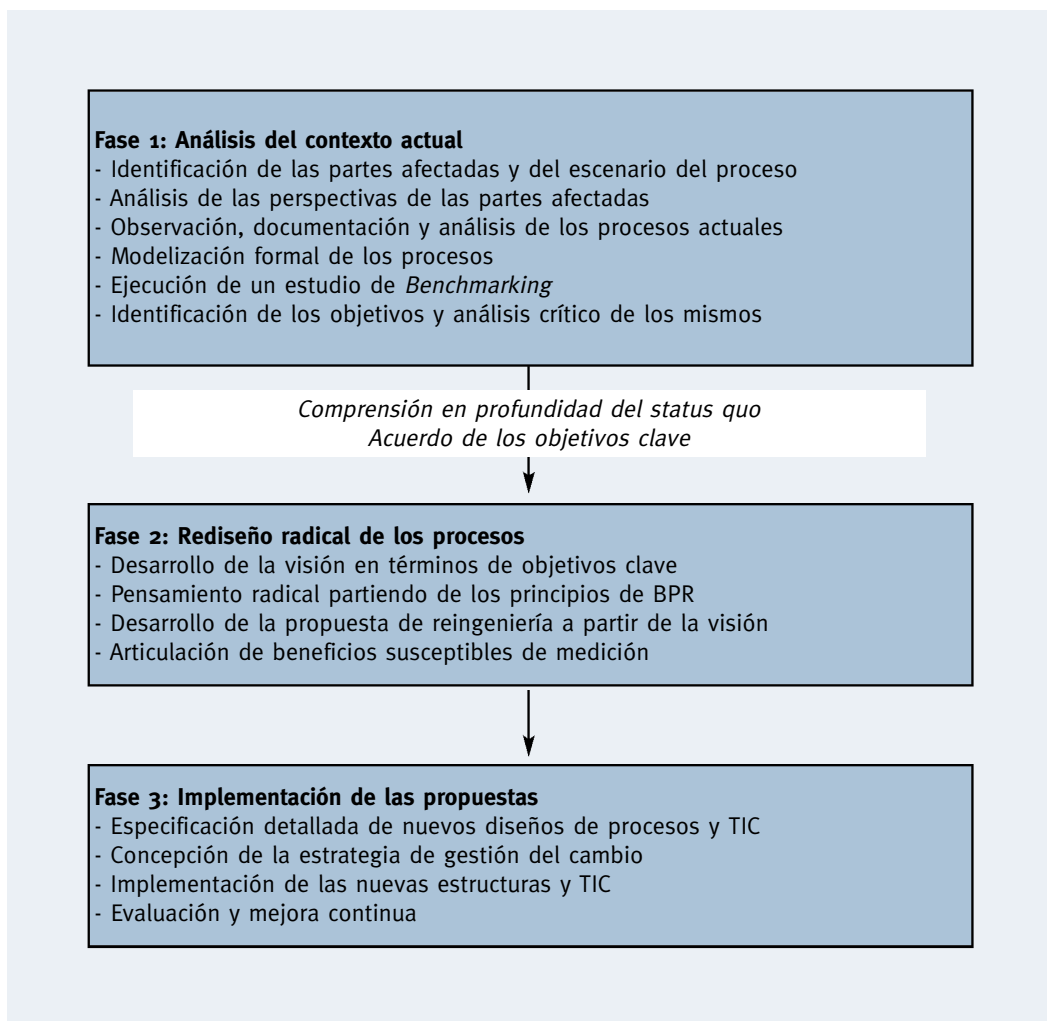 Fase 1: Análisis del contexto actual
- Identificación de las partes afectadas y del escenario del proceso
- Análisis de las perspectivas de las partes afectadas
- Observación, documentación y análisis de los procesos actuales
- Modelización formal de los procesos
- Ejecución de un estudio de Benchmarking
- Identificación de los objetivos y análisis crítico de los mismos
Comprensión en profundidad del status quo
Acuerdo de los objetivos clave
Fase 2: Rediseño radical de los procesos
- Desarrollo de la visión en términos de objetivos clave
- Pensamiento radical partiendo de los principios de BPR
- Desarrollo de la propuesta de reingeniería a partir de la visión
- Articulación de beneficios susceptibles de medición
Fase 3: Implementación de las propuestas
- Especificación detallada de nuevos diseños de procesos y TIC
- Concepción de la estrategia de gestión del cambio
- Implementación de las nuevas estructuras y TIC
- Evaluación y mejora continua